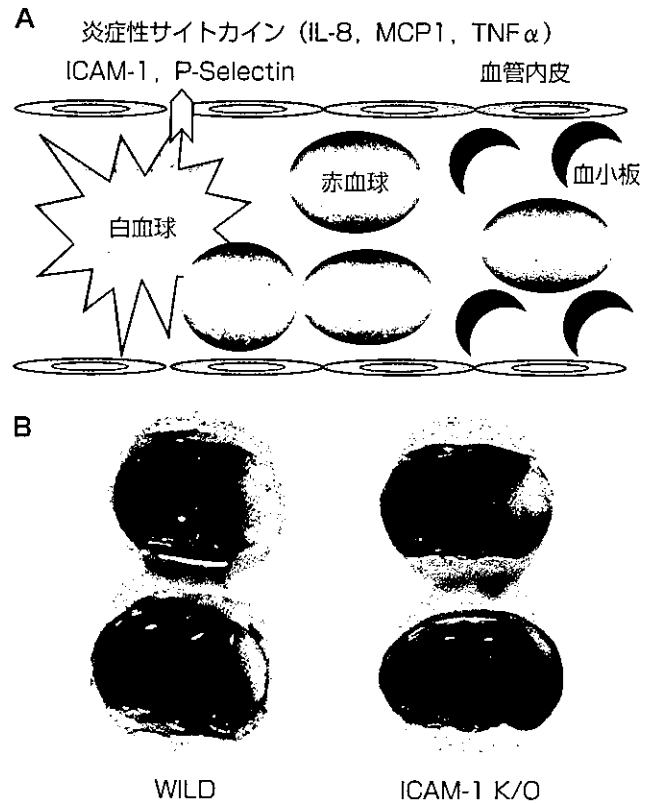 A
炎症性サイトカイン（IL-8，MCP1，TNFα）
ICAM-1，P-Selectin 血管内皮
白血球 赤血球 血小板
B
WILD ICAM-1 K/O